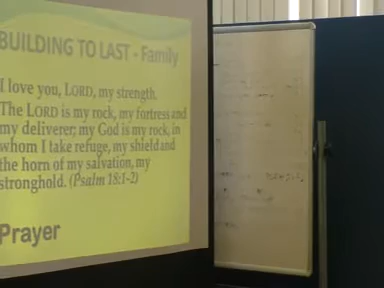 BUILDING TO LAST - Family
I love you, LORD, my strength.
The LORD is my rock, my fortress and
my deliverer; my God is my rock, in
whom I take refuge, my shield and
the horn of my salvation, my
stronghold. (Psalm 18:1-2)
Prayer